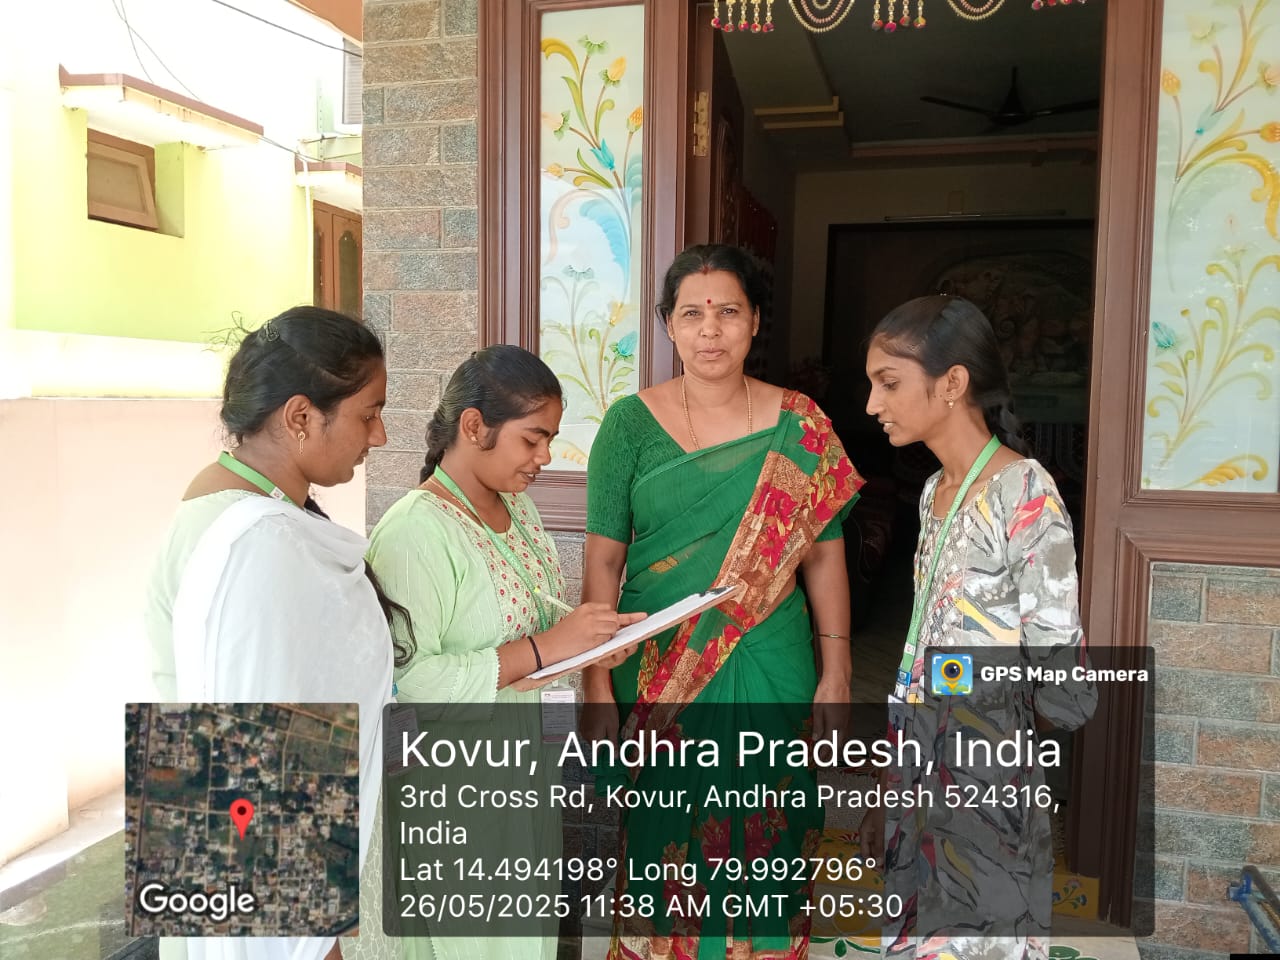 GPS Map Camera
Kovur, Andhra Pradesh, India
3rd Cross Rd, Kovur, Andhra Pradesh 524316,
India
Lat 14.494198° Long 79.992796°
26/05/2025 11:38 AM GMT +05:30
Google